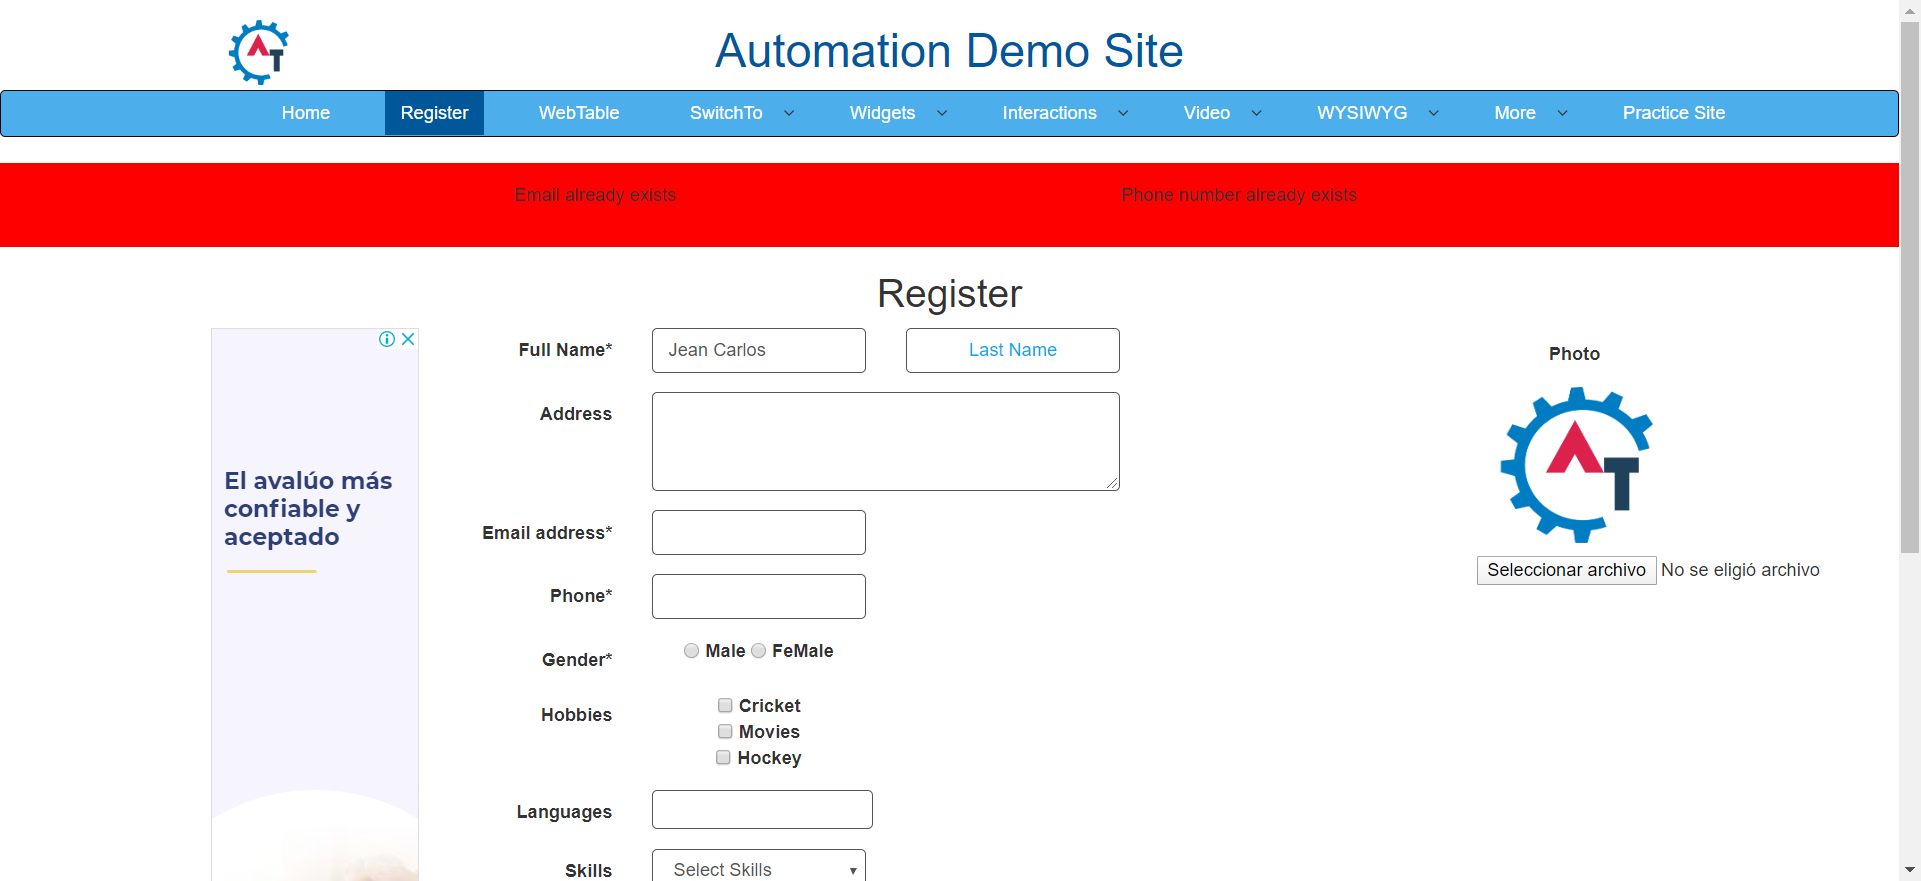 AT
Automation Demo Site
Home Register WebTable SwitchTo Widgets Interactions Video WYSIWYG More Practice Site
Email already exists Phone number already exists
Register
Full Name* Jean Carlos Last Name
Photo
Address
AT
El avalúo más
confiable y
aceptado
Email address*
Seleccionar archivo No se eligió archivo
Phone*
Gender* Male FeMale
Hobbies Cricket
Movies
Hockey
Languages
Skills Select Skills